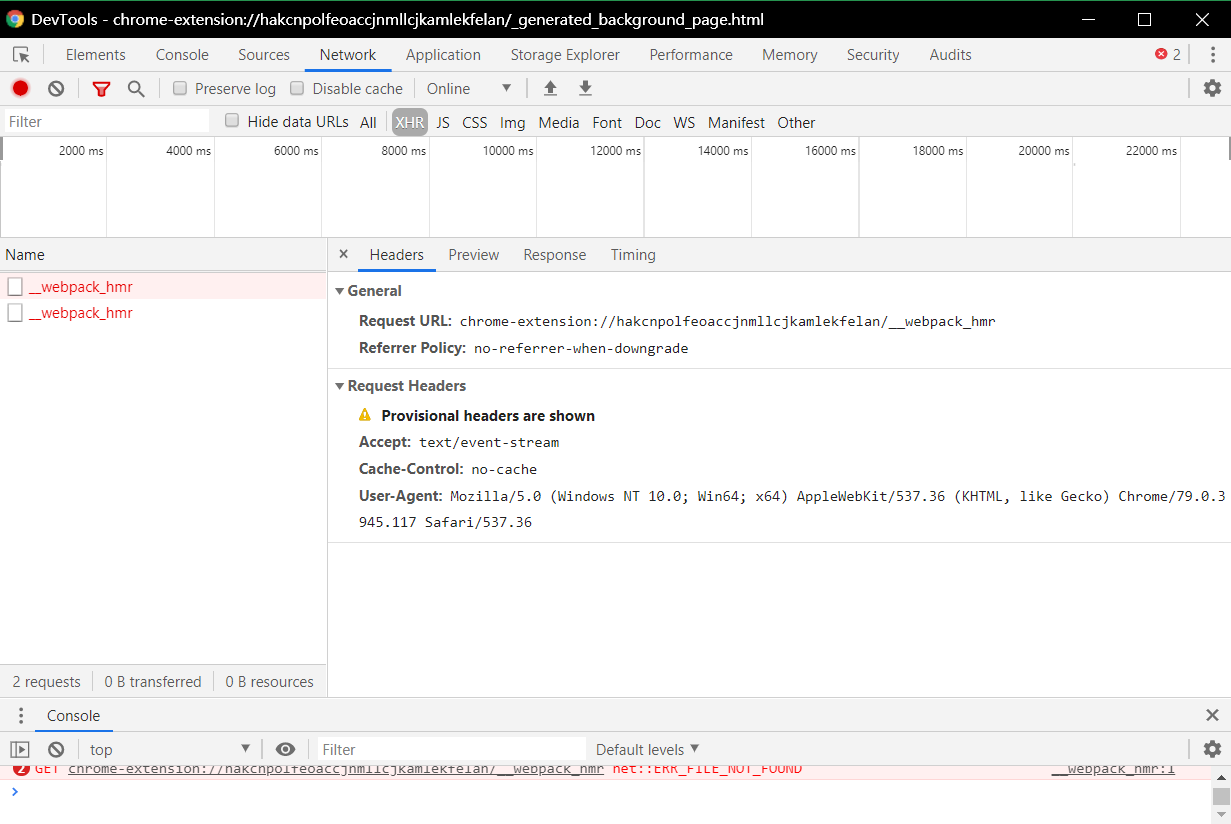 DevTools - chrome-extension://hakcnpolfeoaccjnmllcjkamlekfelan/_generated_background_page.html
Elements Console Sources Network Application Storage Explorer Performance Memory Security Audits 2
Preserve log Disable cache Online
Filter Hide data URLs All XHR JS CSS Img Media Font Doc WS Manifest Other
2000 ms 4000 ms 6000 ms 8000 ms 10000 ms 12000 ms 14000 ms 16000 ms 18000 ms 20000 ms 22000 ms
Name
__webpack_hmr
__webpack_hmr
Headers Preview Response Timing
General
Request URL: chrome-extension://hakcnpolfeoaccjnmllcjkamlekfelan/__webpack_hmr
Referrer Policy: no-referrer-when-downgrade
Request Headers
Provisional headers are shown
Accept: text/event-stream
Cache-Control: no-cache
User-Agent: Mozilla/5.0 (Windows NT 10.0; Win64; x64) AppleWebKit/537.36 (KHTML, like Gecko) Chrome/79.0.3
945.117 Safari/537.36
2 requests 0 B transferred 0 B resources
Console
top Filter Default levels
2 GET chrome-extension://hakcnpolfeoaccjnmllcjkamlekfelan/__webpack_hmr net::ERR_FILE_NOT_FOUND __webpack_hmr:1